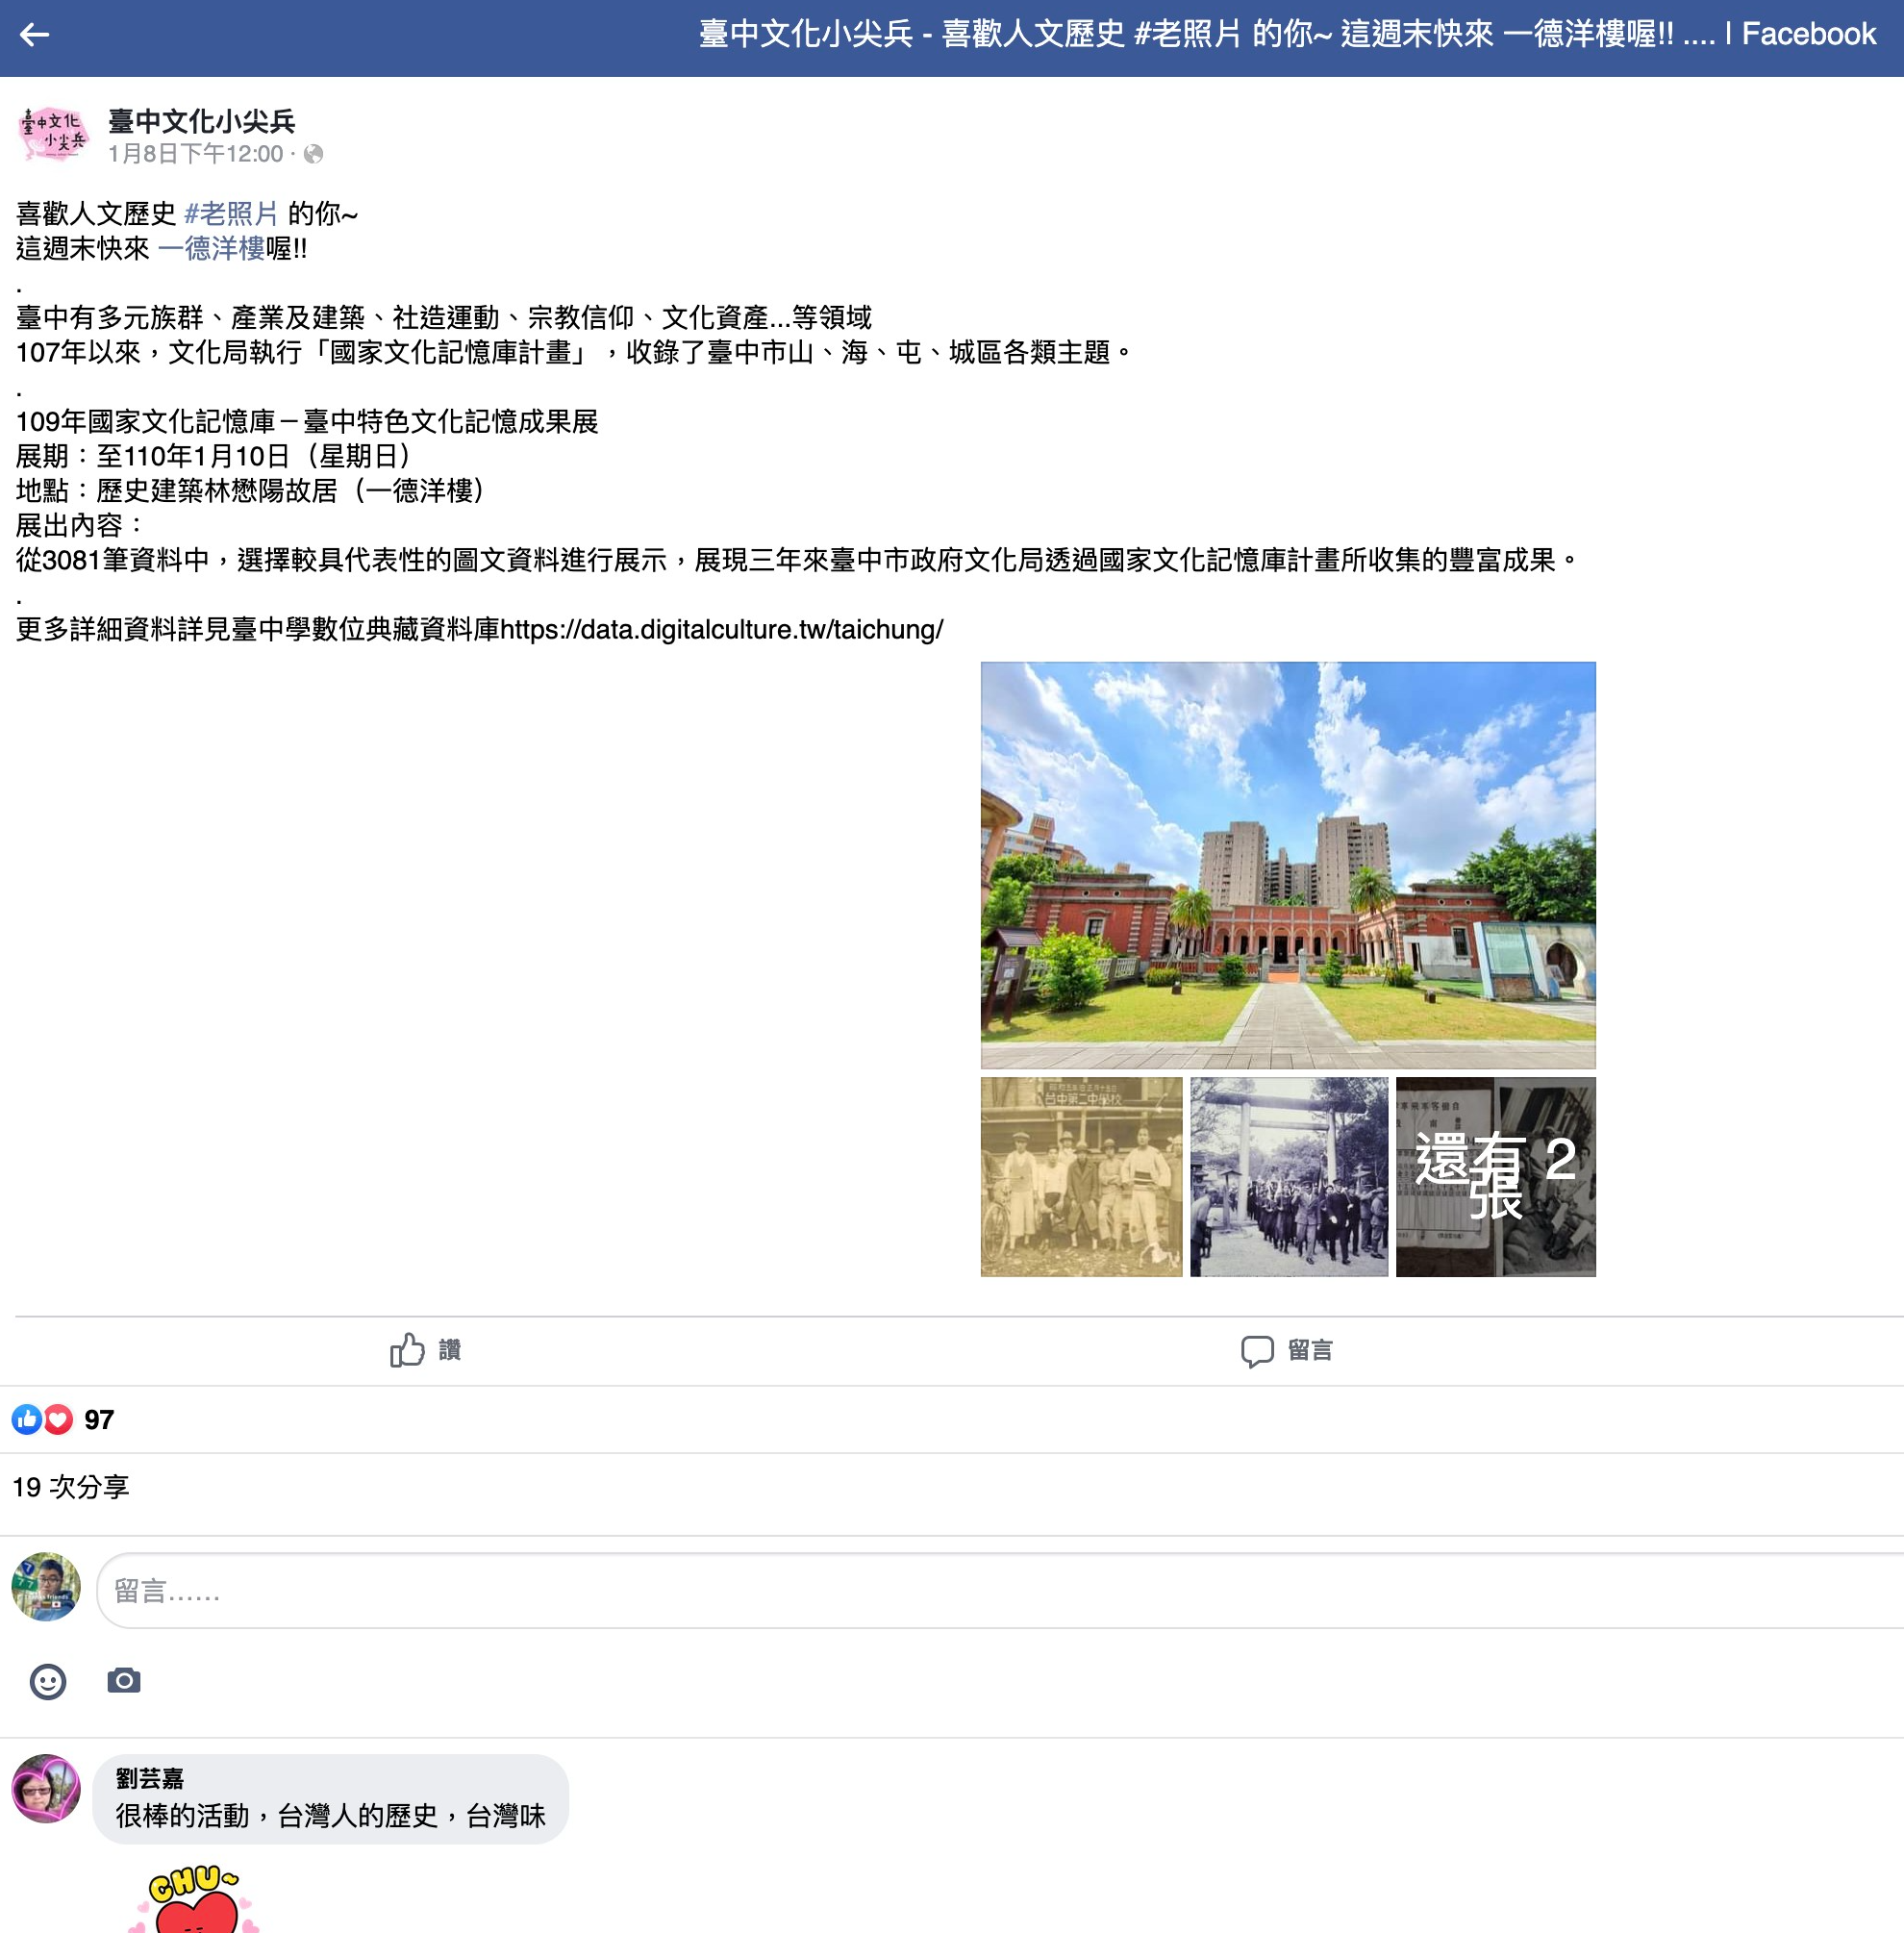 臺中文化小尖兵 - 喜歡人文歷史 #老照片 的你~ 這週末快來 一德洋樓喔!! .... | Facebook
臺中文化
小尖兵
臺中文化小尖兵
1月8日下午12:00 ·
喜歡人文歷史 #老照片 的你~
這週末快來 一德洋樓喔!!
.
臺中有多元族群、產業及建築、社造運動、宗教信仰、文化資產...等領域
107年以來，文化局執行「國家文化記憶庫計畫」，收錄了臺中市山、海、屯、城區各類主題。
.
109年國家文化記憶庫－臺中特色文化記憶成果展
展期：至110年1月10日（星期日）
地點：歷史建築林懋陽故居（一德洋樓）
展出內容：
從3081筆資料中，選擇較具代表性的圖文資料進行展示，展現三年來臺中市政府文化局透過國家文化記憶庫計畫所收集的豐富成果。
.
更多詳細資料詳見臺中學數位典藏資料庫https://data.digitalculture.tw/taichung/
台中第二中學校
還有 2
張
讚
留言
97
19 次分享
留言......
劉芸嘉
很棒的活動，台灣人的歷史，台灣味
CHU~